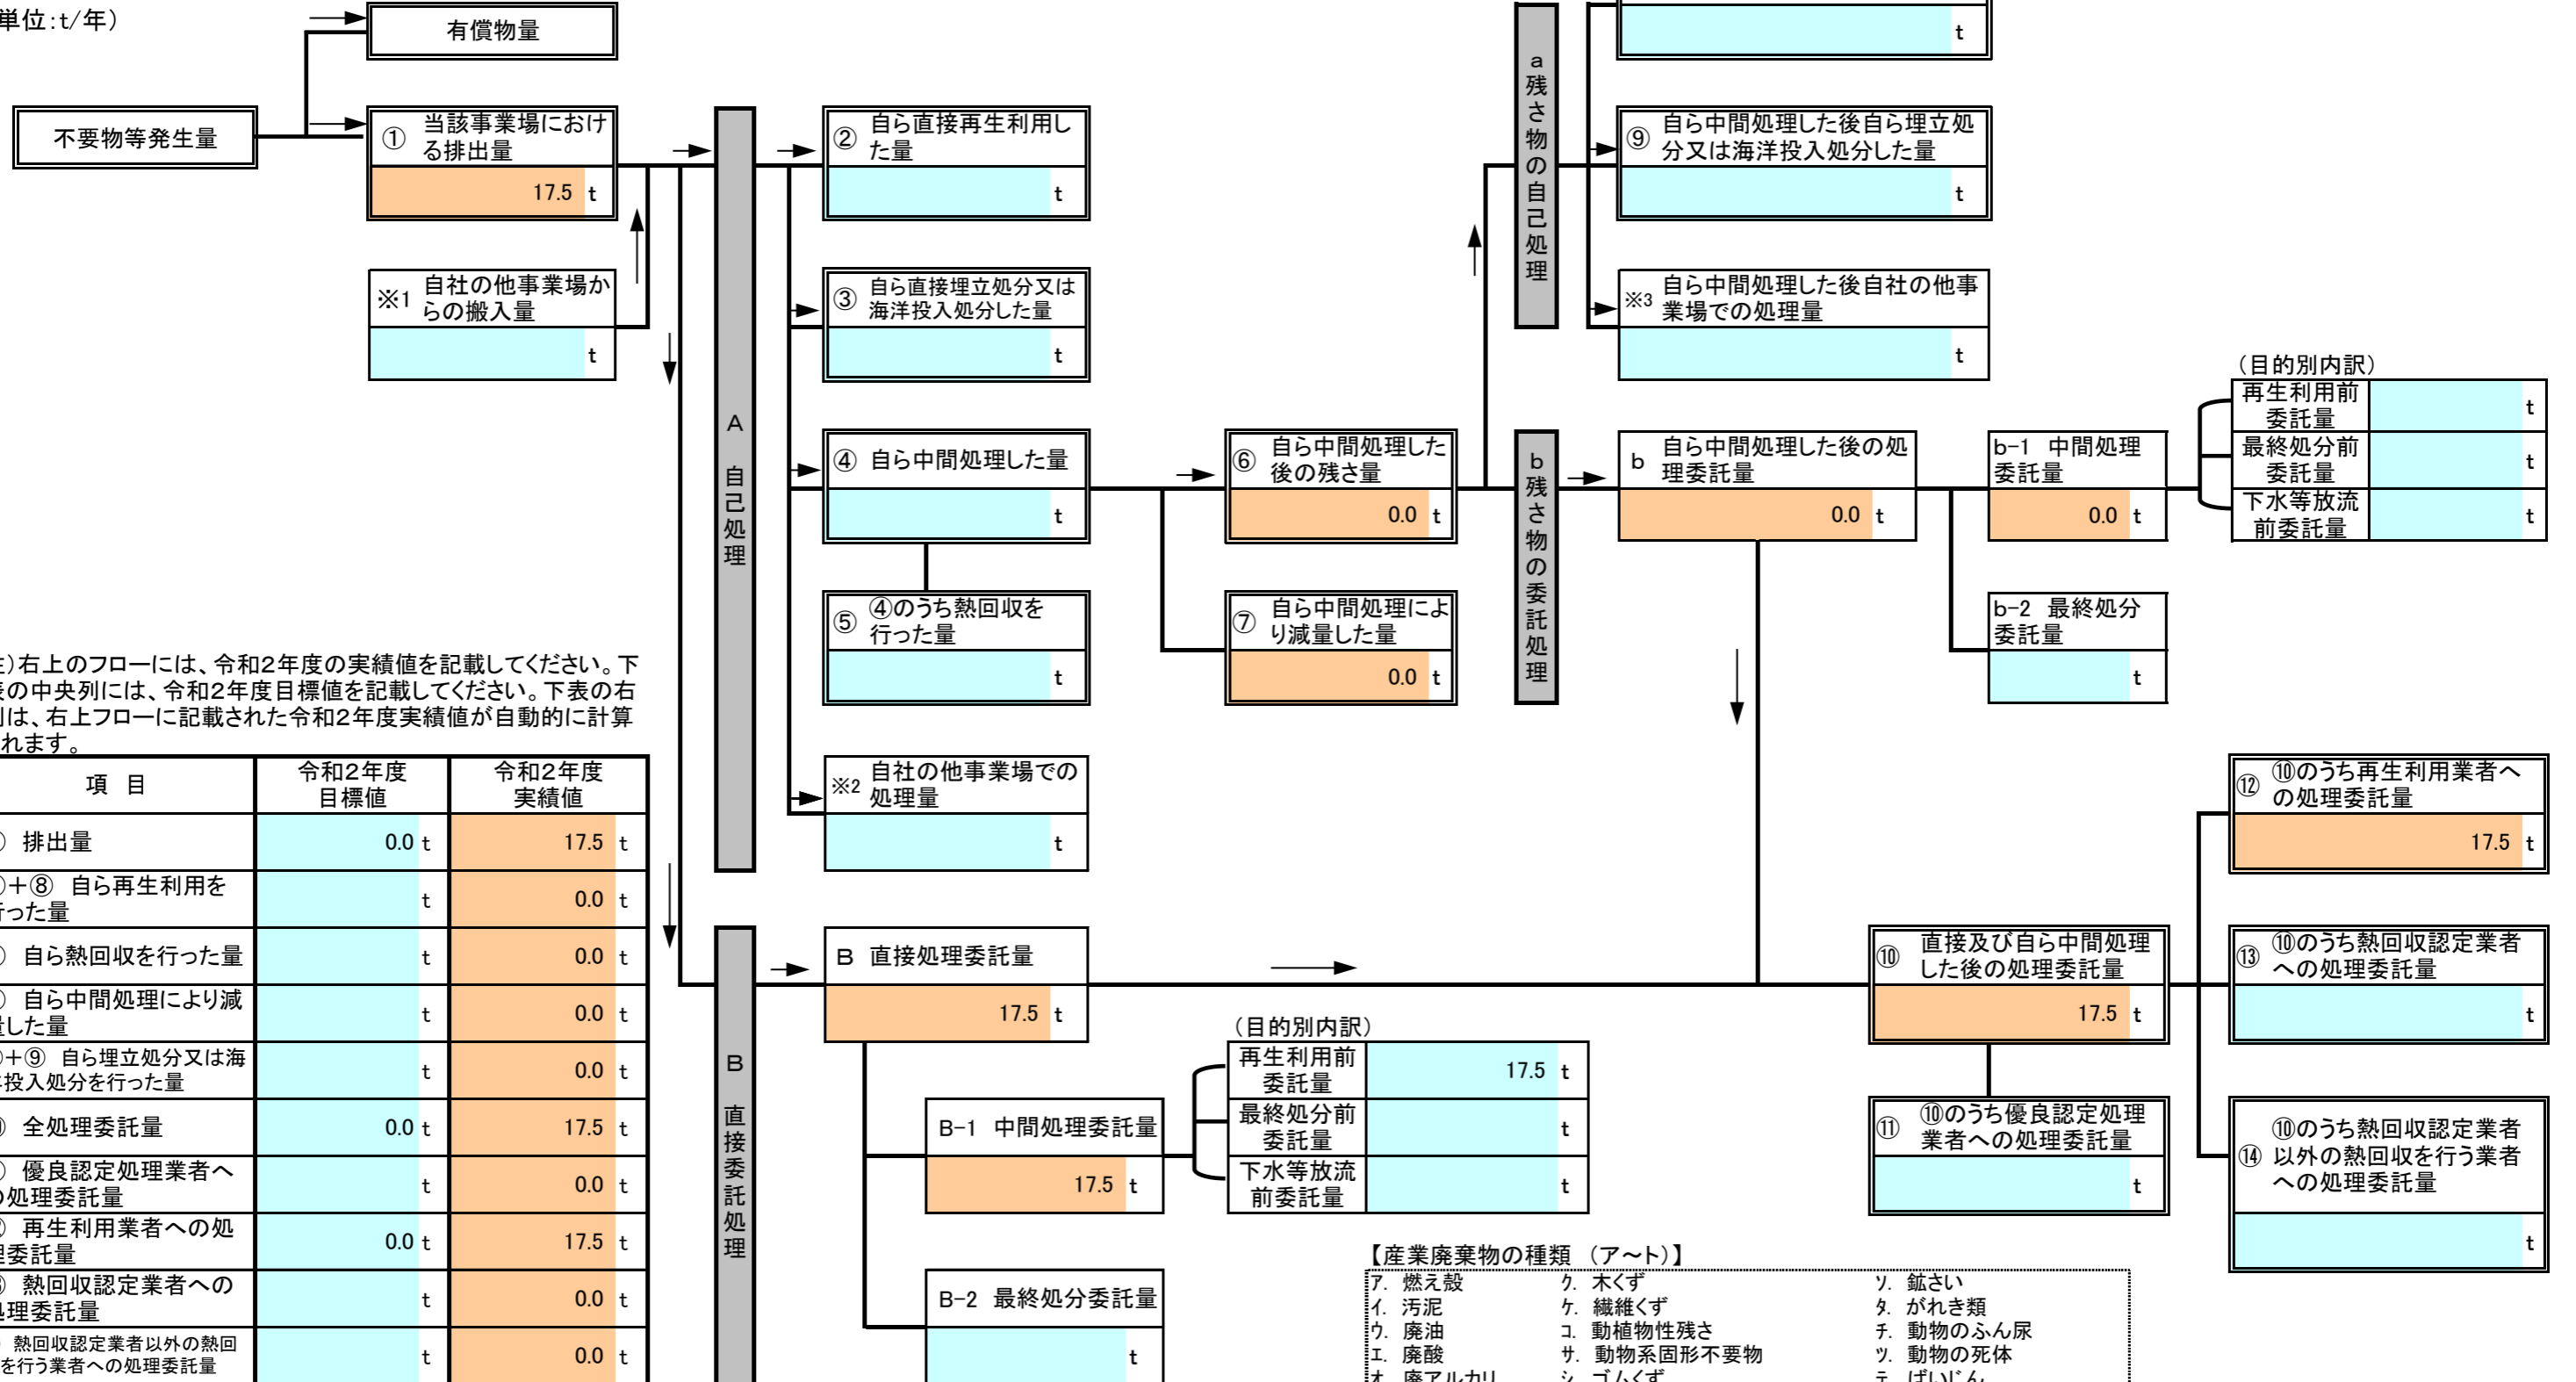 単位:t/年)
有償物量
t
不要物等発生量
① 当該事業場におけ
る排出量
17.5 t
※1 自社の他事業場か
らの搬入量
t
A 自己処理
② 自ら直接再生利用し
た量
t
③ 自ら直接埋立処分又は
海洋投入処分した量
t
④ 自ら中間処理した量
t
⑤ ④のうち熱回収を
行った量
t
※2 自社の他事業場での
処理量
t
⑥ 自ら中間処理した
後の残さ量
0.0 t
⑦ 自ら中間処理によ
り減量した量
0.0 t
a残さ物の自己処理
⑨ 自ら中間処理した後自ら埋立処
分又は海洋投入処分した量
t
※3 自ら中間処理した後自社の他事
業場での処理量
t
b残さ物の委託処理
b 自ら中間処理した後の処
理委託量
0.0 t
b-1 中間処理
委託量
0.0 t
b-2 最終処分
委託量
t
(目的別内訳)
再生利用前
委託量
t
最終処分前
委託量
t
下水等放流
前委託量
t
)右上のフローには、令和2年度の実績値を記載してください。下
の中央列には、令和2年度目標値を記載してください。下表の右
は、右上フローに記載された令和2年度実績値が自動的に計算
れます。
項 目 令和2年度
目標値 令和2年度
実績値
排出量 0.0 t 17.5 t
+⑧ 自ら再生利用を
った量 t 0.0 t
自ら熱回収を行った量 t 0.0 t
自ら中間処理により減
した量 t 0.0 t
+⑨ 自ら埋立処分又は海
投入処分を行った量 t 0.0 t
全処理委託量 0.0 t 17.5 t
優良認定処理業者へ
処理委託量 t 0.0 t
再生利用業者への処
委託量 0.0 t 17.5 t
熱回収認定業者への
理委託量 t 0.0 t
熱回収認定業者以外の熱回
を行う業者への処理委託量 t 0.0 t
B 直接委託処理
B 直接処理委託量
17.5 t
B-1 中間処理委託量
17.5 t
B-2 最終処分委託量
t
(目的別内訳)
再生利用前
委託量
17.5 t
最終処分前
委託量
t
下水等放流
前委託量
t
⑩ 直接及び自ら中間処理
した後の処理委託量
17.5 t
⑪ ⑩のうち優良認定処理
業者への処理委託量
t
⑫ ⑩のうち再生利用業者へ
の処理委託量
17.5 t
⑬ ⑩のうち熱回収認定業者
への処理委託量
t
⑭ ⑩のうち熱回収認定業者
以外の熱回収を行う業者
への処理委託量
t
【産業廃棄物の種類 (ア～ト)】
ア. 燃え殻 ク. 木くず ソ. 鉱さい
イ. 汚泥 ケ. 繊維くず タ. がれき類
ウ. 廃油 コ. 動植物性残さ チ. 動物のふん尿
エ. 廃酸 サ. 動物系固形不要物 ツ. 動物の死体
オ. 廃アルカリ シ. ゴムくず テ. ばいじん